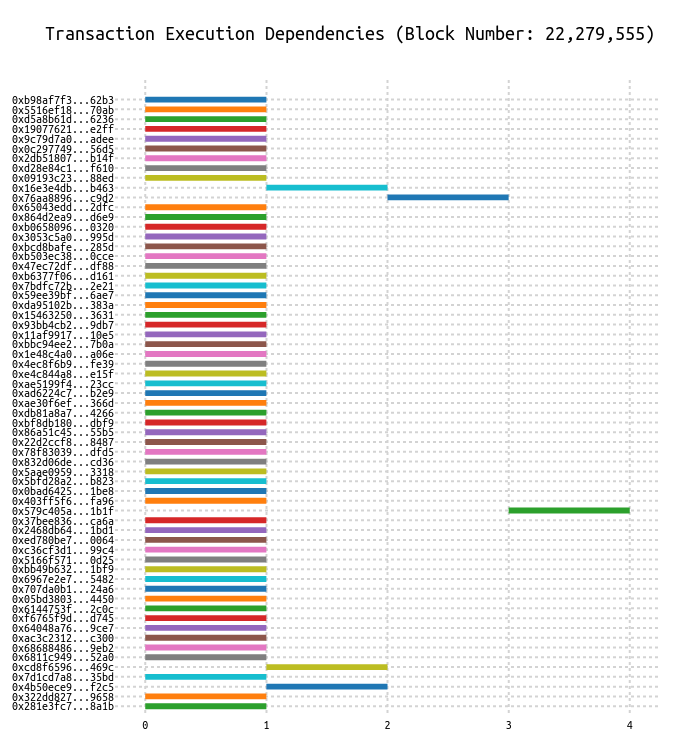 Transaction Execution Dependencies (Block Number: 22,279,555)
0xb98af7f3...62b3
0x5516ef18...70ab
0xd5a8b61d...6236
0x19077621...e2ff
0x9c79d7a0...adee
0x0c297749...56d5
0x2db51807...b14f
0xd28e84c1...f610
0x09193c23...88ed
0x16e3e4db...b463
0x76aa8896...c9d2
0x65043edd...2dfc
0x864d2ea9...d6e9
0xb0658096...0320
0x3053c5a0...995d
0xbcd8bafe...285d
0xb503ec38...0cce
0x47ec72df...df88
0xb6377f06...d161
0x7bdfc72b...2e21
0x59ee39bf...6ae7
0xda95102b...383a
0x15463250...3631
0x93bb4cb2...9db7
0x11af9917...10e5
0xbbc94ee2...7b0a
0x1e48c4a0...a06e
0x4ec8f6b9...fe39
0xe4c844a8...e15f
0xae5199f4...23cc
0xad6224c7...b2e9
0xae30f6ef...366d
0xdb81a8a7...4266
0xbf8db180...dbf9
0x86a51c45...55b5
0x22d2ccf8...8487
0x78f83039...dfd5
0x832d06de...cd36
0x5aae0959...3318
0x5bfd28a2...b823
0x0bad6425...1be8
0x403ff5f6...fa96
0x579c405a...1b1f
0x37bee836...ca6a
0x2468db64...1bd1
0xed780be7...0064
0xc36cf3d1...99c4
0x5166f571...0d25
0xbb49b632...1bf9
0x6967e2e7...5482
0x707da0b1...24a6
0x05bd3803...4450
0x6144753f...2c0c
0xf6765f9d...d745
0x64048a76...9ce7
0xac3c2312...c300
0x68688486...9eb2
0x6811c949...52a0
0xcd8f6596...469c
0x7d1cd7a8...35bd
0x4b50ece9...f2c5
0x322dd827...9658
0x281e3fc7...8a1b
0 1 2 3 4